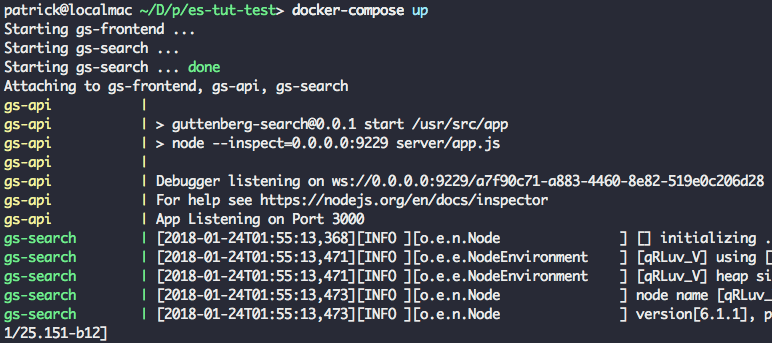 patrick@localmac ~/D/p/es-tut-test> docker-compose up
Starting gs-frontend ...
Starting gs-search ...
Starting gs-search ... done
Attaching to gs-frontend, gs-api, gs-search
gs-api |
gs-api | > guttenberg-search@0.0.1 start /usr/src/app
gs-api | > node --inspect=0.0.0.0:9229 server/app.js
gs-api |
gs-api | Debugger listening on ws://0.0.0.0:9229/a7f90c71-a883-4460-8e82-519e0c206d28
gs-api | For help see https://nodejs.org/en/docs/inspector
gs-api | App Listening on Port 3000
gs-search | [2018-01-24T01:55:13,368][INFO ][o.e.n.Node ] [] initializing .
gs-search | [2018-01-24T01:55:13,471][INFO ][o.e.e.NodeEnvironment ] [qRLuv_V] using [
gs-search | [2018-01-24T01:55:13,471][INFO ][o.e.e.NodeEnvironment ] [qRLuv_V] heap si
gs-search | [2018-01-24T01:55:13,473][INFO ][o.e.n.Node ] node name [qRLuv_
gs-search | [2018-01-24T01:55:13,473][INFO ][o.e.n.Node ] version[6.1.1], p
1/25.151-b12]